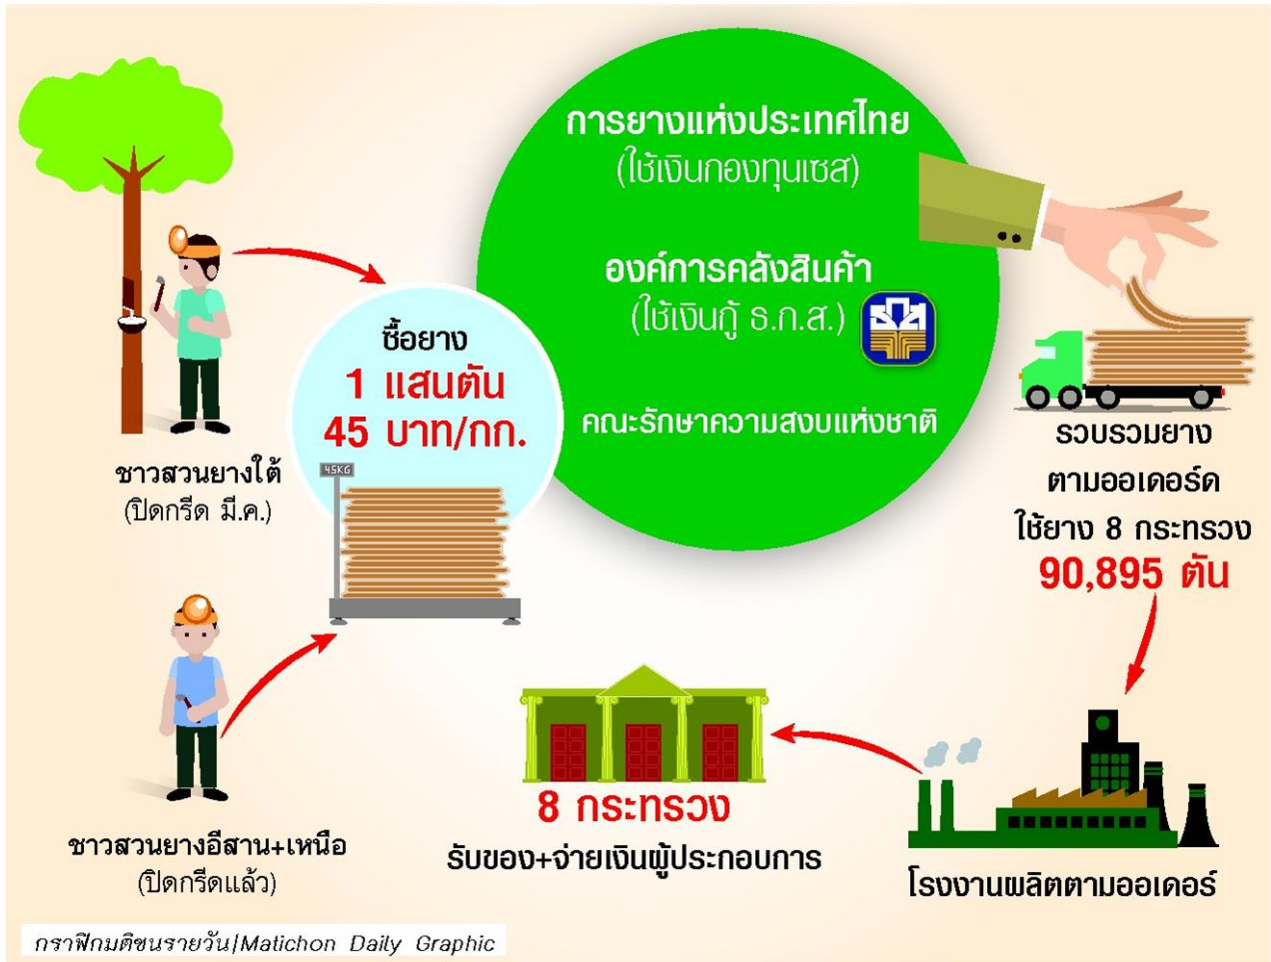 การยางแห่งประเทศไทย
(ใช้เงินกองทุนเซส)
องค์การคลังสินค้า
(ใช้เงินกู้ ธ.ก.ส.)
ธกส
คณะรักษาความสงบแห่งชาติ
ซื้อยาง
1 แสนตัน
45 บาท/กก.
45KG
ชาวสวนยางใต้
(ปิดกรีด มี.ค.)
ชาวสวนยางอีสาน+เหนือ
(ปิดกรีดแล้ว)
รวบรวมยาง
ตามออเดอร์ด
ใช้ยาง 8 กระทรวง
90,895 ตัน
โรงงานผลิตตามออเดอร์
8 กระทรวง
รับของ+จ่ายเงินผู้ประกอบการ
กราฟิกมติชนรายวัน/Matichon Daily Graphic